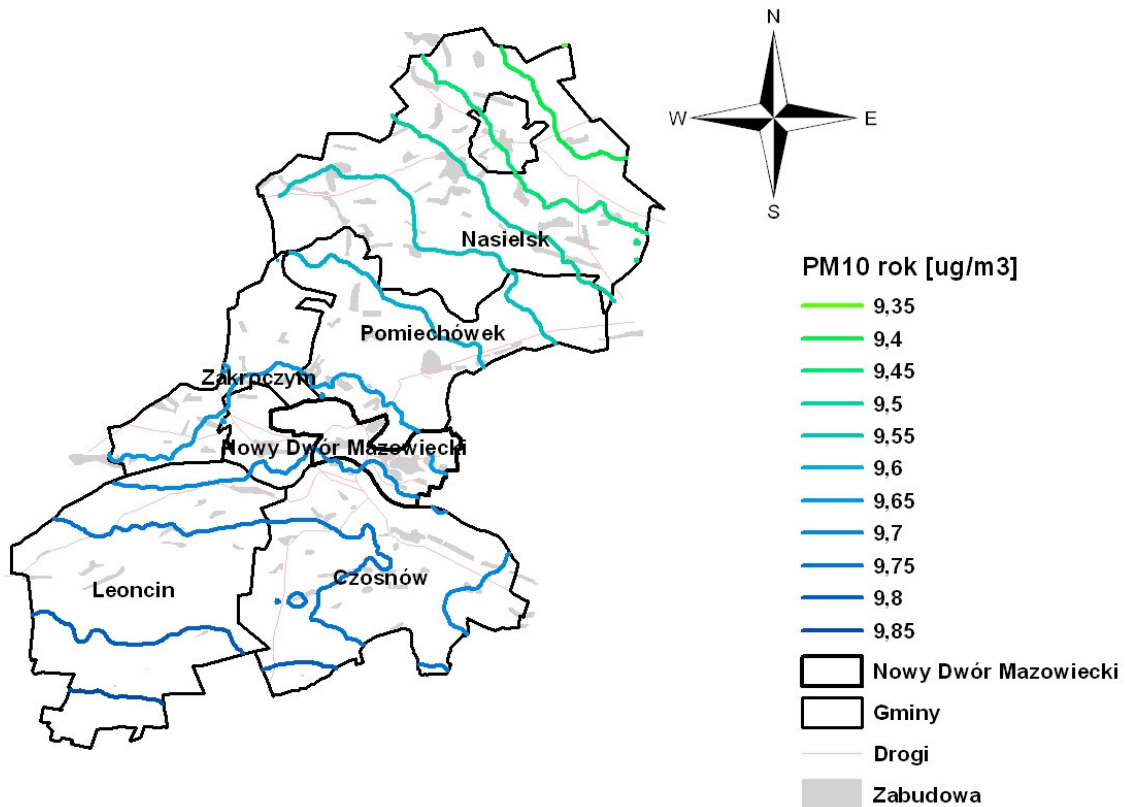 N
W
E
S
Nasielsk
PM10 rok [ug/m3]
9,35
9,4
9,45
9,5
9,55
9,6
9,65
9,7
9,75
9,8
9,85
Nowy Dwór Mazowiecki
Gminy
Drogi
Zabudowa
Pomiechówek
Zakrpczym
Nowy Dwór Mazowiecki
Leoncin
Czosnów